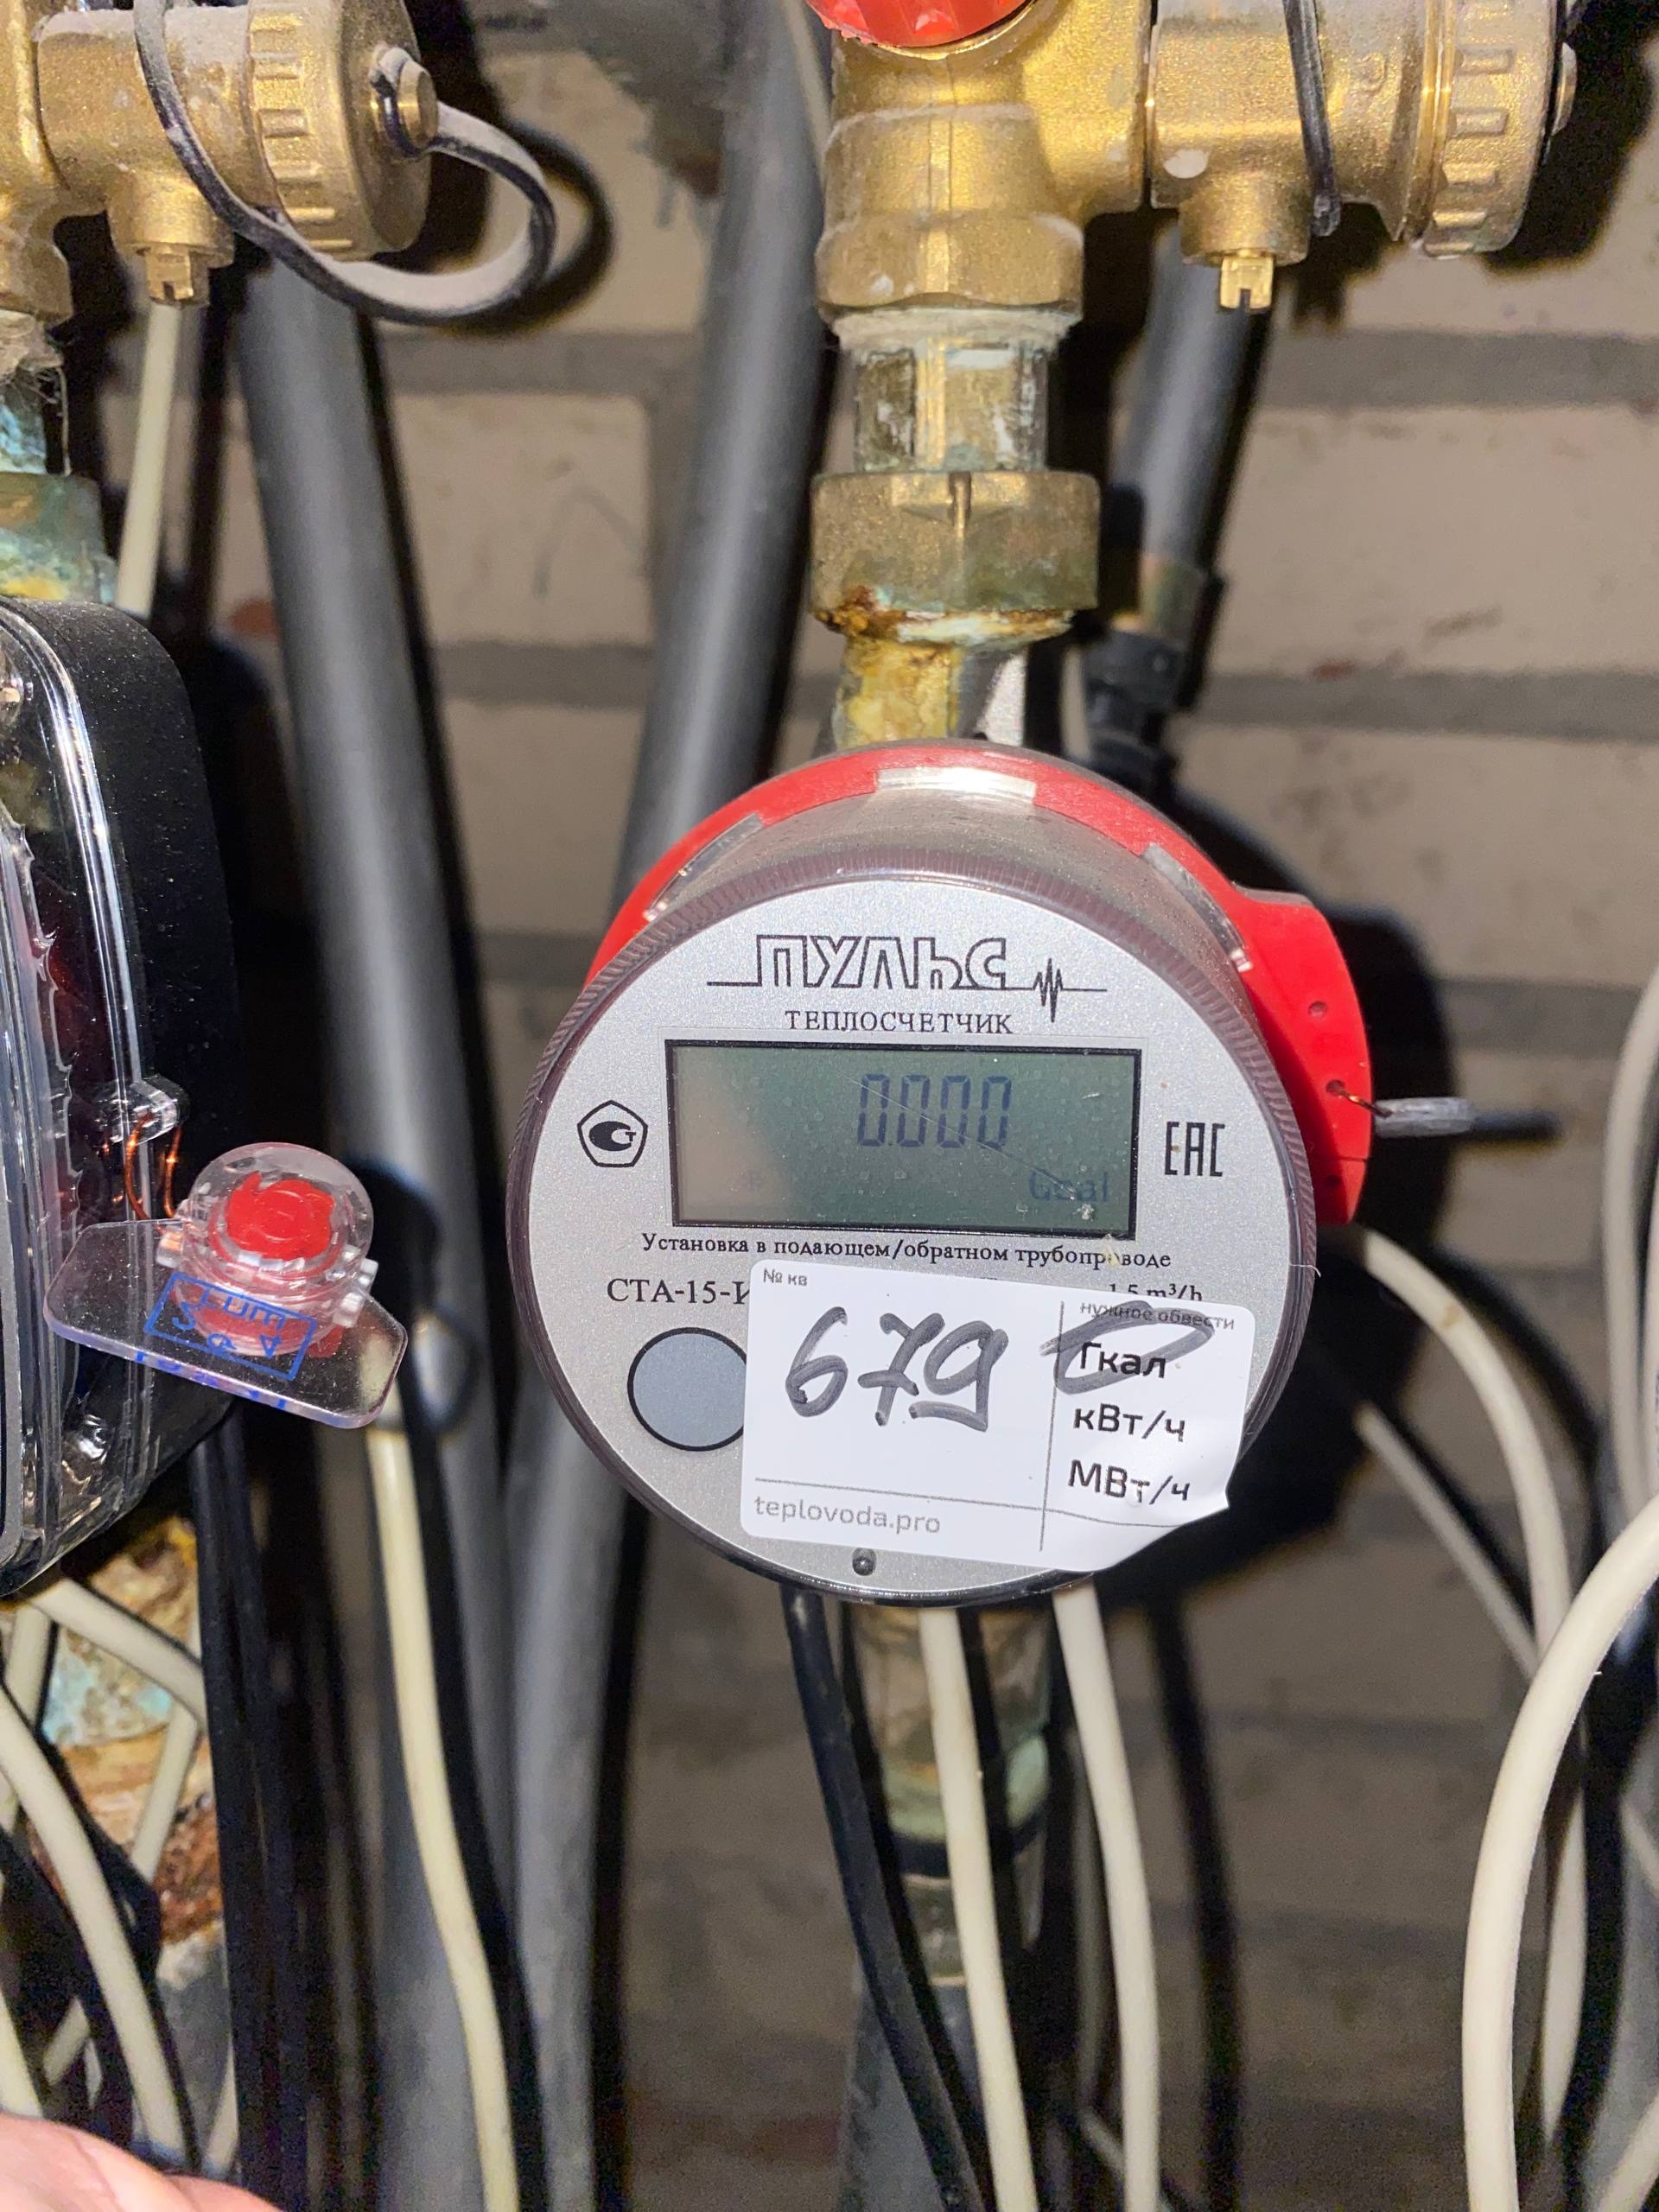 ПУЛЬС
ТЕПЛОСЧЕТЧИК
0.000
Gcal
ЕАС
Установка в подающем/обратном трубопроводе
СТА-15-И
1,5 m³/h
№ кв
679
нужное обвести
Гкал
кВт/ч
МВт/ч
teplovoda.pro